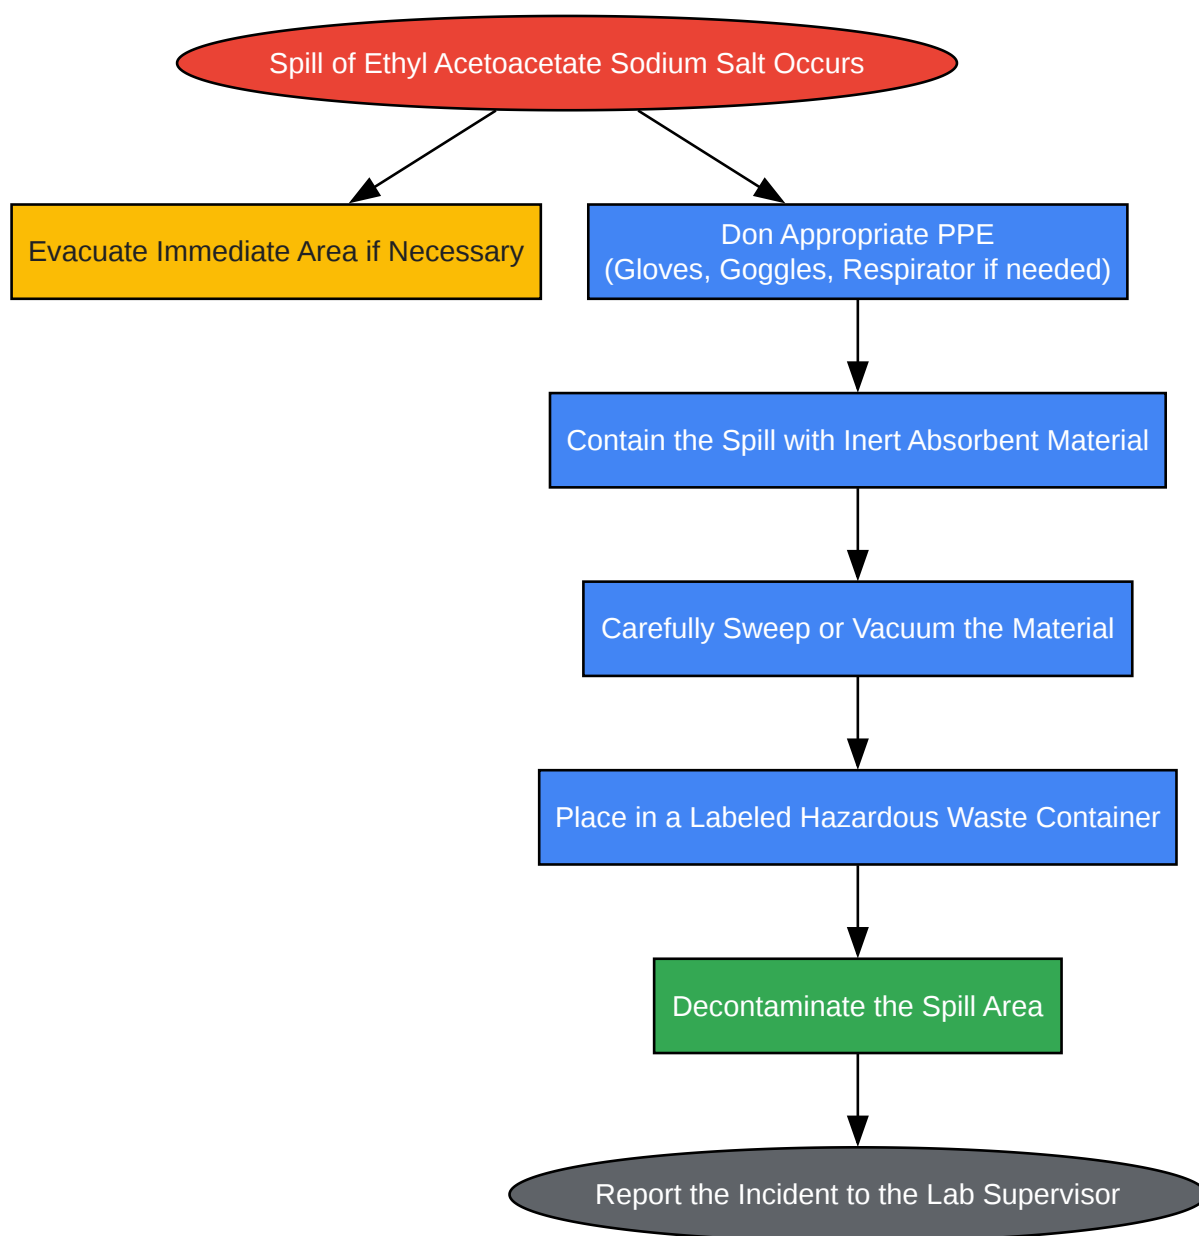 Spill of Ethyl Acetoacetate Sodium Salt Occurs
Evacuate Immediate Area if Necessary
Don Appropriate PPE
(Gloves, Goggles, Respirator if needed)
Contain the Spill with Inert Absorbent Material
Carefully Sweep or Vacuum the Material
Place in a Labeled Hazardous Waste Container
Decontaminate the Spill Area
Report the Incident to the Lab Supervisor